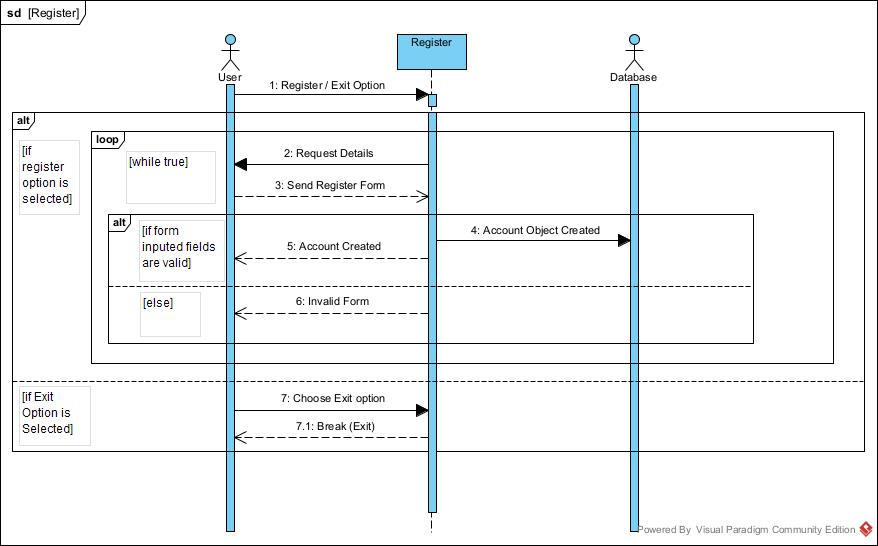 sd [Register]
Register
User
Database
1: Register / Exit Option
alt
[if
register
option is
selected]
loop
[while true]
2: Request Details
3: Send Register Form
alt
[if form
inputed fields
are valid]
4: Account Object Created
5: Account Created
[else]
6: Invalid Form
[if Exit
Option is
Selected]
7: Choose Exit option
7.1: Break (Exit)
Powered By Visual Paradigm Community Edition